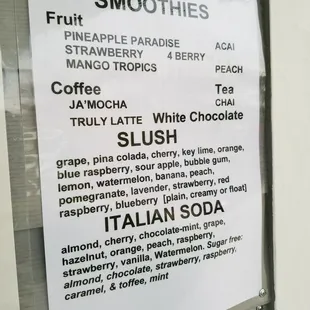 SMOOTHIES
Fruit
PINEAPPLE PARADISE ACAI
STRAWBERRY 4 BERRY
MANGO TROPICS PEACH
Coffee Tea
JA'MOCHA CHAI
TRULY LATTE White Chocolate
SLUSH
grape, pina colada, cherry, key lime, orange,
blue raspberry, sour apple, bubble gum,
lemon, watermelon, banana, peach,
pomegranate, lavender, strawberry, red
raspberry, blueberry [plain, creamy or float]
ITALIAN SODA
almond, cherry, chocolate-mint, grape,
hazelnut, orange, peach, raspberry,
strawberry, vanilla, Watermelon. Sugar free:
almond, chocolate, strawberry, raspberry,
caramel, & toffee, mint